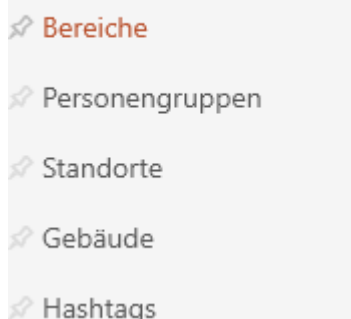 Bereiche
Personengruppen
Standorte
Gebäude
Hashtags